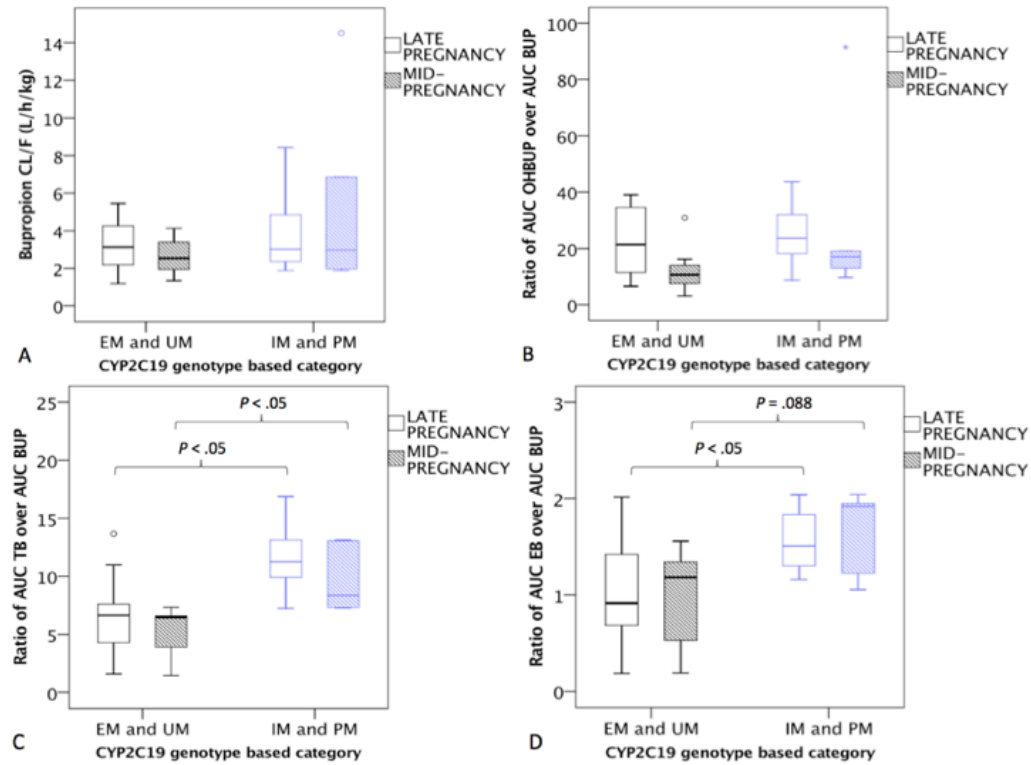 Bupropion CL/F (L/h/kg)
14
12
10
8
6
4
2
0
LATE
PREGNANCY
MID-
PREGNANCY
EM and UM
IM and PM
CYP2C19 genotype based category
A
Ratio of AUC OHBUP over AUC BUP
100
80
60
40
20
0
LATE
PREGNANCY
MID-
PREGNANCY
EM and UM
IM and PM
CYP2C19 genotype based category
B
Ratio of AUC TB over AUC BUP
25
20
15
10
5
0
P < .05
P < .05
LATE
PREGNANCY
MID-
PREGNANCY
EM and UM
IM and PM
CYP2C19 genotype based category
C
Ratio of AUC EB over AUC BUP
3
2
1
0
P = .088
P < .05
LATE
PREGNANCY
MID-
PREGNANCY
EM and UM
IM and PM
CYP2C19 genotype based category
D